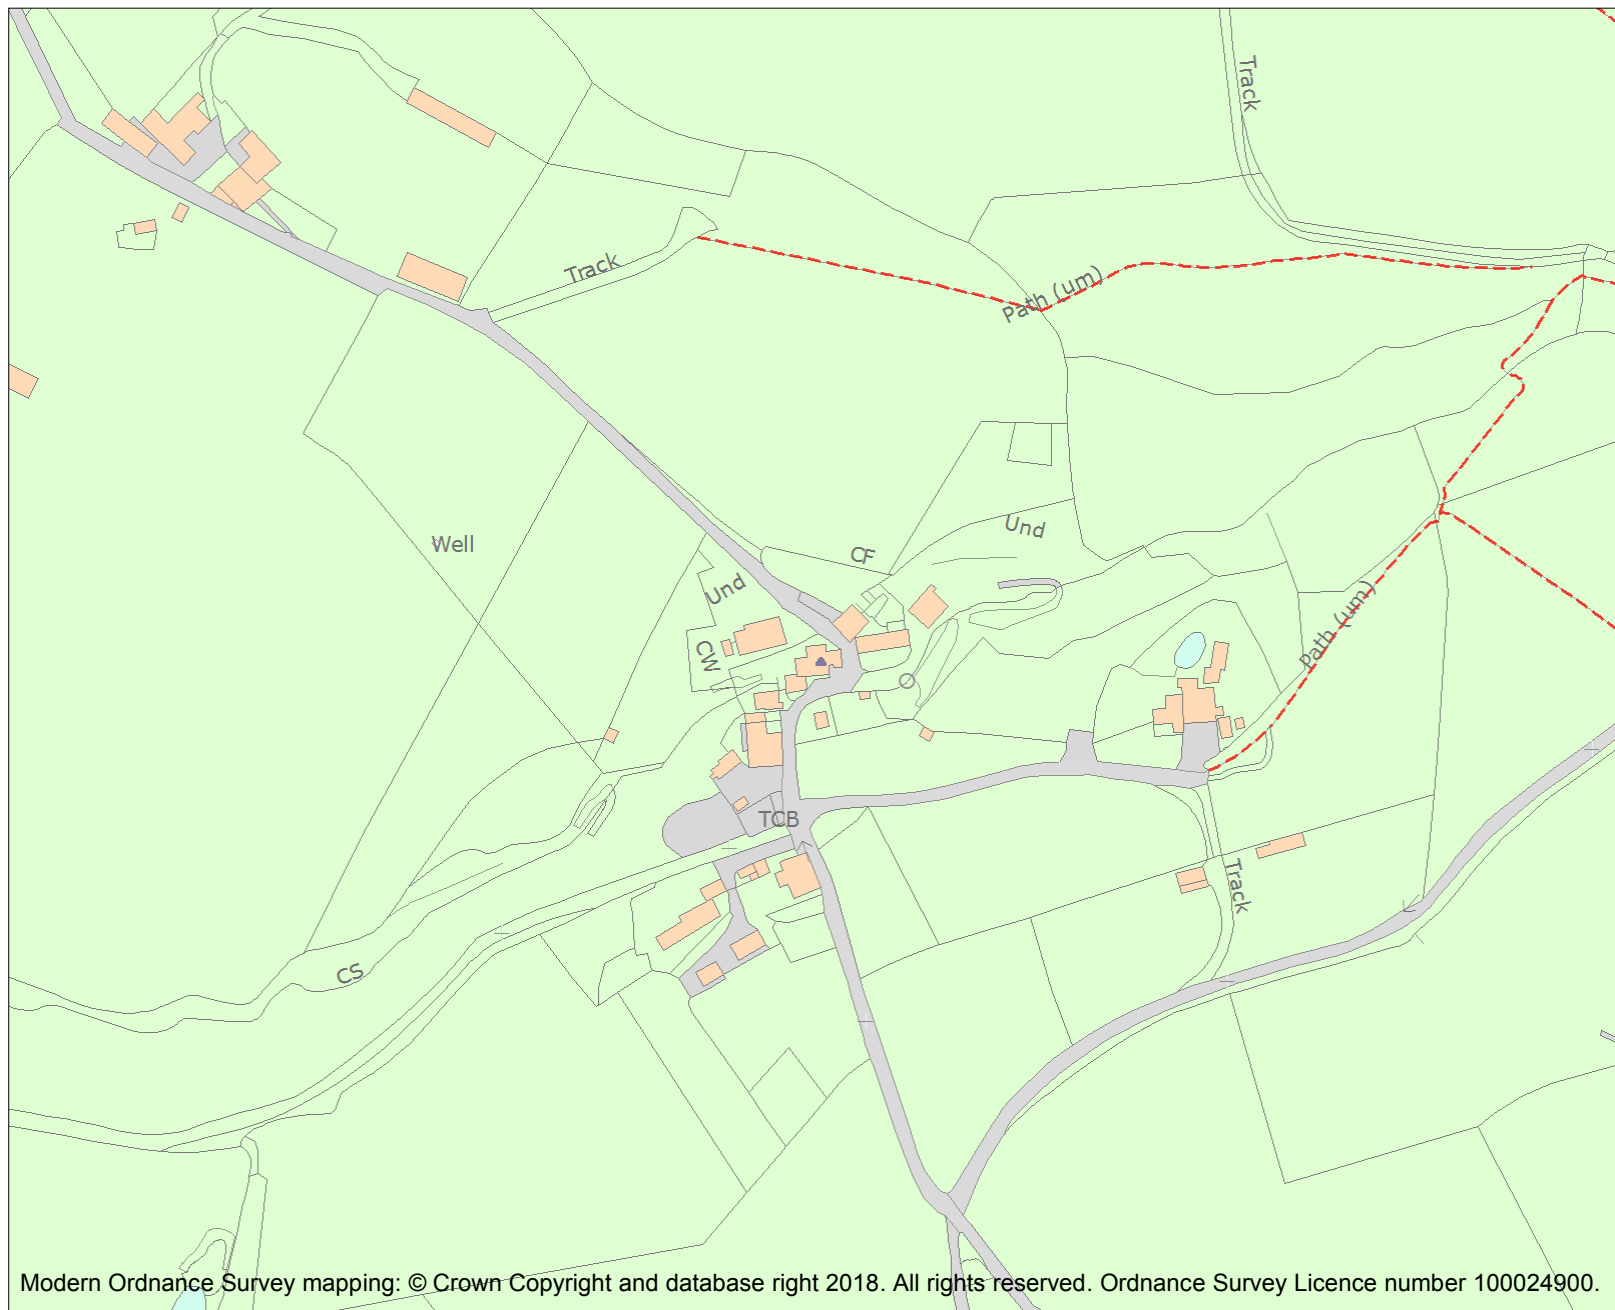 Track
Track
Path (um)
Und
CF
Well
Und
CW
Path (um)
TCB
Track
CS
Modern Ordnance Survey mapping: © Crown Copyright and database right 2018. All rights reserved. Ordnance Survey Licence number 100024900.